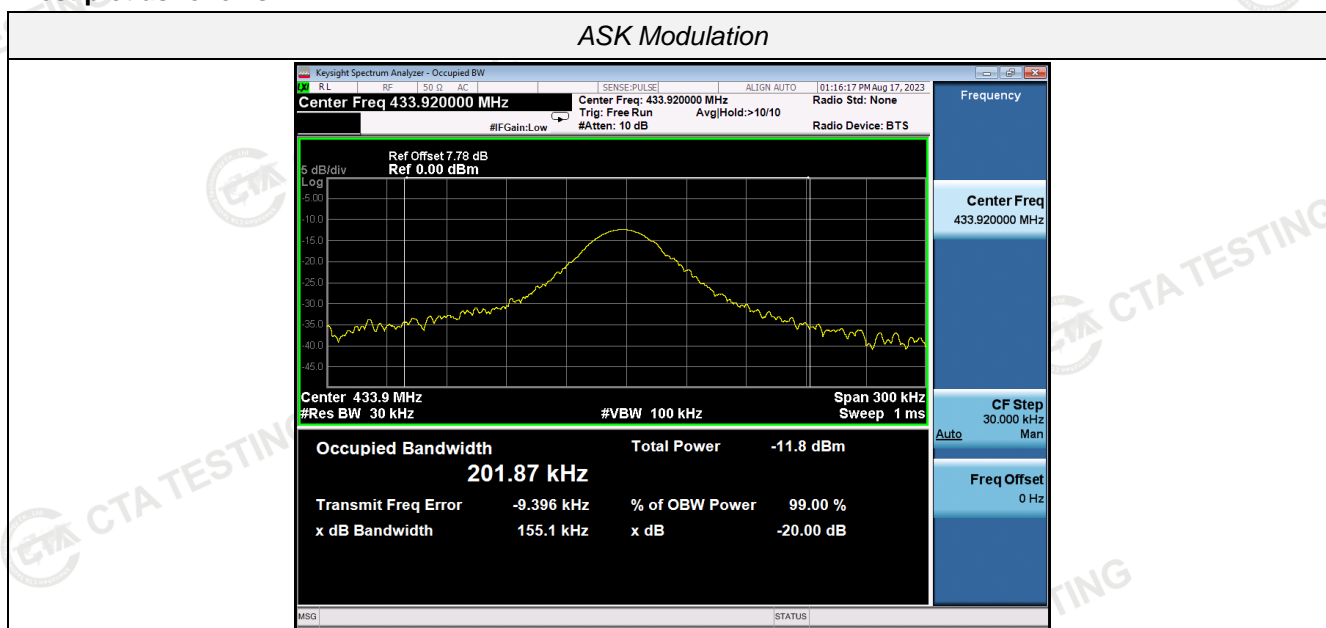 ASK Modulation
Keysight Spectrum Analyzer - Occupied BW
LXI RL RF 50 Ω AC SENSE:PULSE ALIGN AUTO 01:16:17 PM Aug 17, 2023
Center Freq 433.920000 MHz
Center Freq: 433.920000 MHz Radio Std: None
Trig: Free Run Avg|Hold:>10/10
#IFGain:Low #Atten: 10 dB Radio Device: BTS
Frequency
Ref Offset 7.78 dB
5 dB/div Ref 0.00 dBm
Log
-5.00
-10.0
-15.0
-20.0
-25.0
-30.0
-35.0
-40.0
-45.0
Center 433.9 MHz Span 300 kHz
#Res BW 30 kHz #VBW 100 kHz Sweep 1 ms
Center Freq
433.920000 MHz
CF Step
30.000 kHz
Auto Man
Freq Offset
0 Hz
Occupied Bandwidth Total Power -11.8 dBm
201.87 kHz
Transmit Freq Error -9.396 kHz % of OBW Power 99.00 %
x dB Bandwidth 155.1 kHz x dB -20.00 dB
MSG STATUS
CTA
CTA TESTING
CTA TESTING
TING